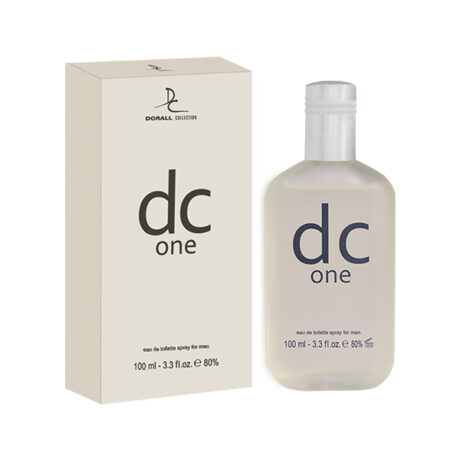 DC
DORALL COLLECTION
dc
one
eau de toilette spray for men
100 ml - 3.3 fl.oz. ℮ 80%
dc
one
eau de toilette spray for men
100 ml - 3.3 fl.oz. ℮ 80%